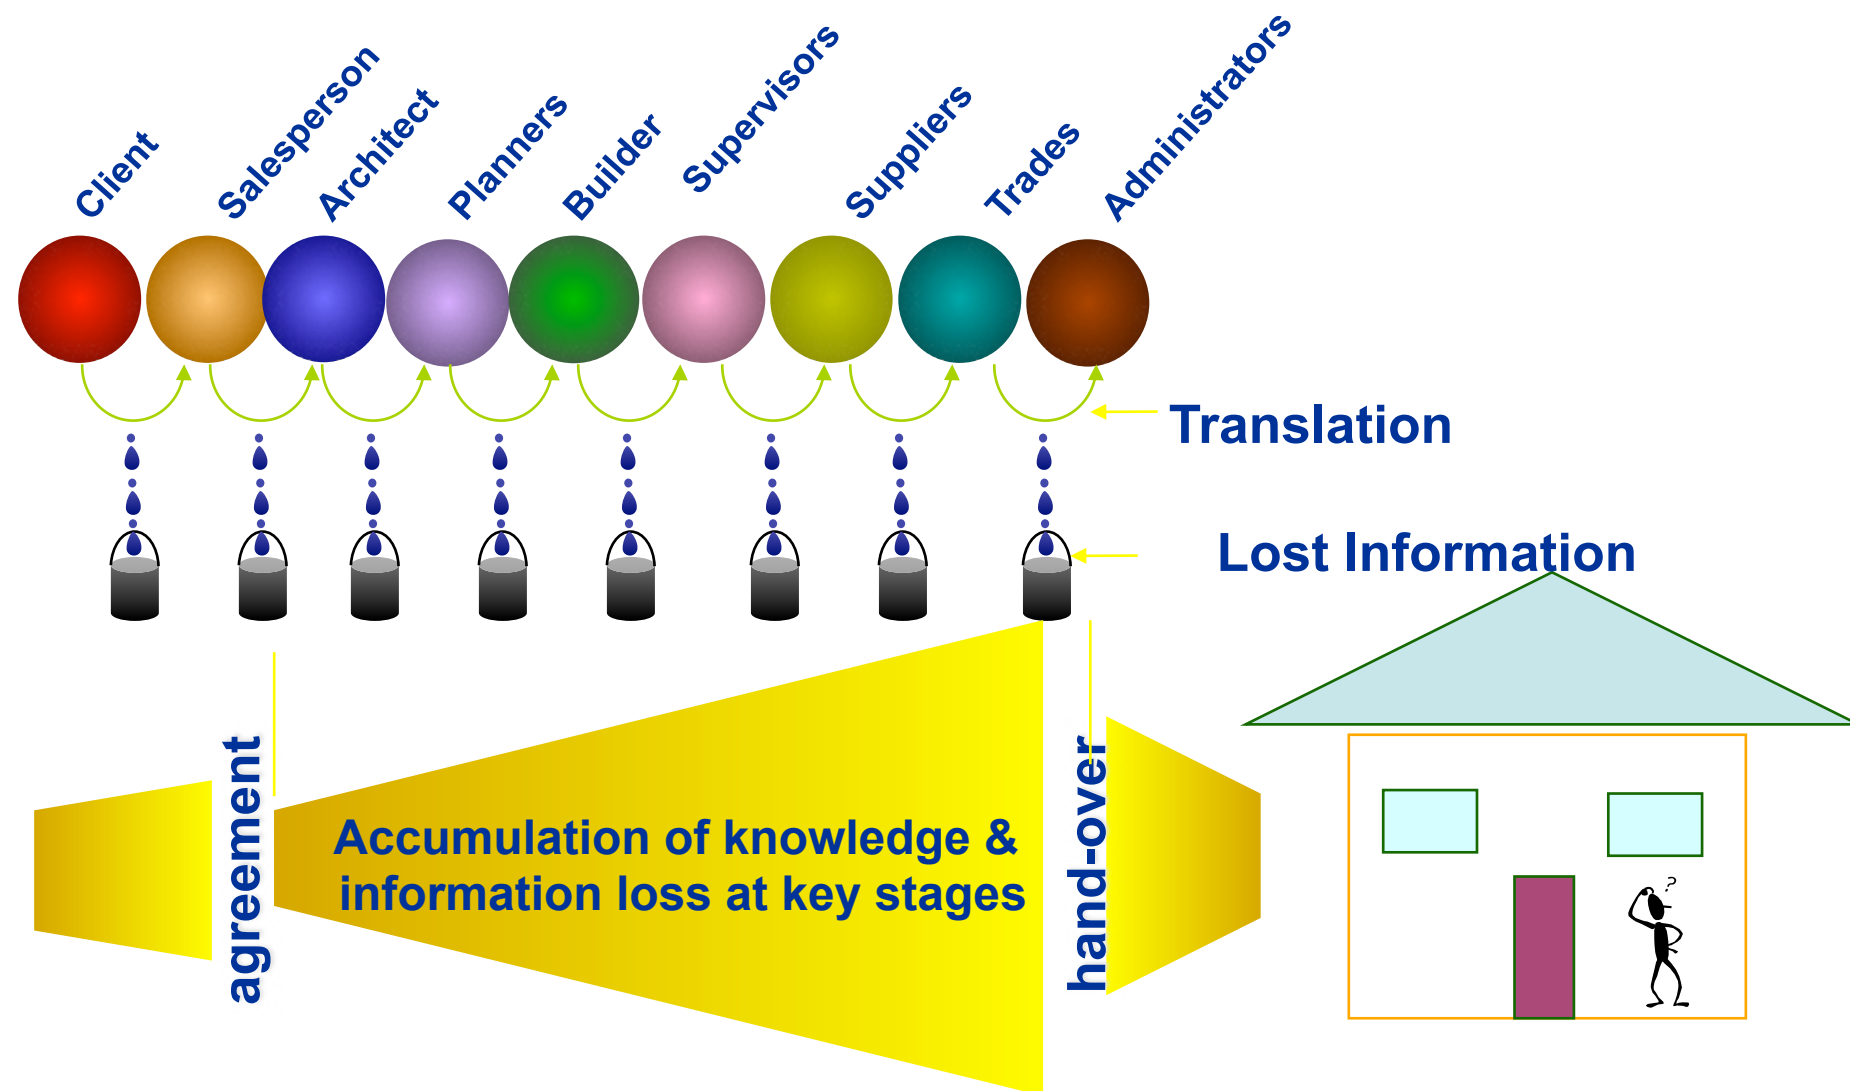 Client
Salesperson
Architect
Planners
Builder
Supervisors
Suppliers
Trades
Administrators
Translation
Lost Information
agreement
Accumulation of knowledge &
information loss at key stages
hand-over
?